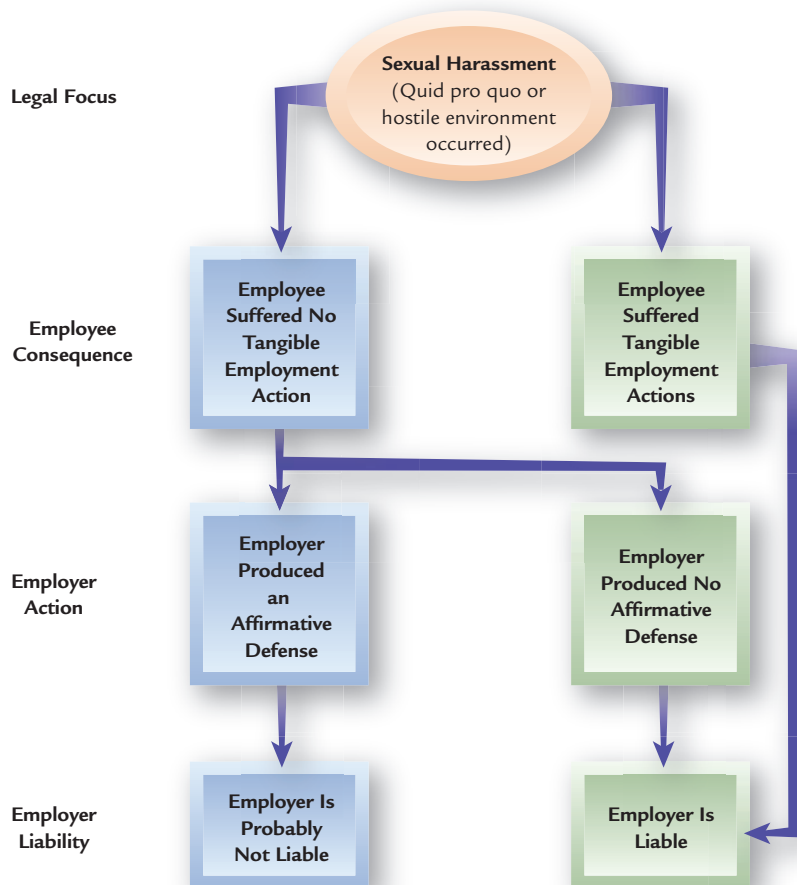 Legal Focus
Sexual Harassment
(Quid pro quo or
hostile environment
occurred)
Employee
Consequence
Employee
Suffered No
Tangible
Employment
Action
Employee
Suffered
Tangible
Employment
Actions
Employer
Action
Employer
Produced
an
Affirmative
Defense
Employer
Produced No
Affirmative
Defense
Employer
Liability
Employer Is
Probably
Not Liable
Employer Is
Liable